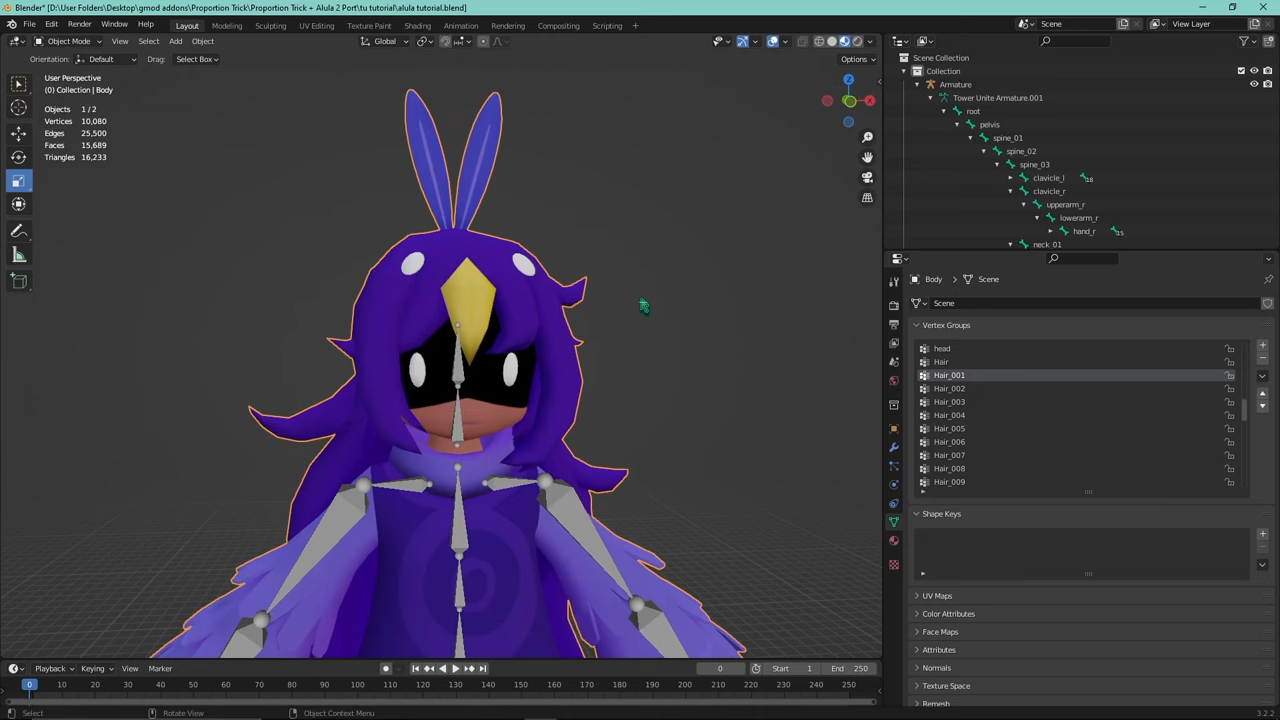 Blender* [D:\User Folders\Desktop\gmod addons\Proportion Trick\Proportion Trick + Alula 2 Port\tu tutorial\alula tutorial.blend]
File Edit Render Window Help Layout Modeling Sculpting UV Editing Texture Paint Shading Animation Rendering Compositing Scripting + Scene View Layer
Object Mode View Select Add Object Global
Orientation: Default Drag: Select Box Options
User Perspective
(0) Collection | Body
Objects 1 / 2
Vertices 10,080
Edges 25,500
Faces 15,689
Triangles 16,233
X
Z
Scene Collection
Collection
Armature
Tower Unite Armature.001
root
pelvis
spine_01
spine_02
spine_03
clavicle_l 18
clavicle_r
upperarm_r
lowerarm_r
hand_r 15
neck_01
Body > Scene
Scene
Vertex Groups
head
Hair
Hair_001
Hair_002
Hair_003
Hair_004
Hair_005
Hair_006
Hair_007
Hair_008
Hair_009
Shape Keys
UV Maps
Color Attributes
Face Maps
Attributes
Normals
Texture Space
Remesh
Playback Keying View Marker 0 Start 1 End 250
0 10 20 30 40 50 60 70 80 90 100 110 120 130 140 150 160 170 180 190 200 210 220 230 240 250
Select Rotate View Object Context Menu 3.2.2